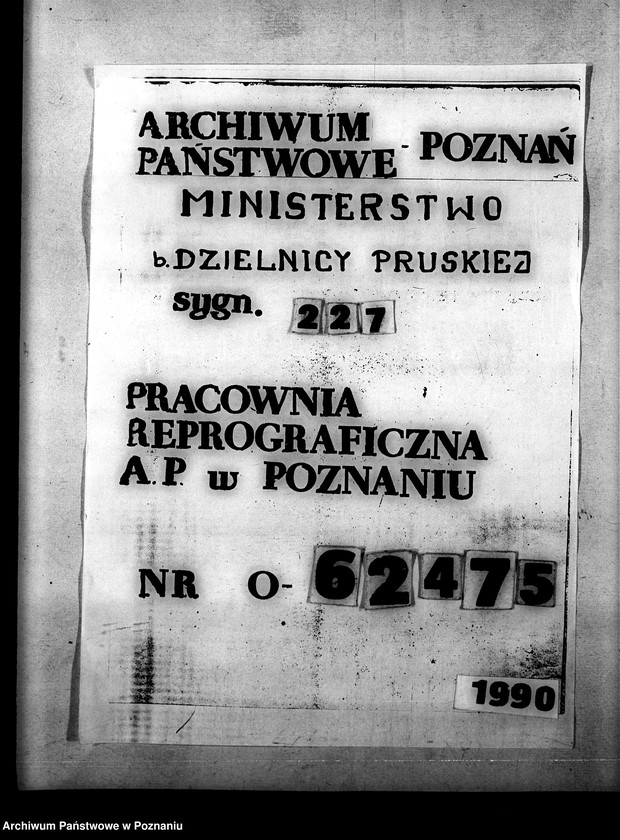 ARCHIWUM
PAŃSTWOWE - POZNAŃ
MINISTERSTWO
b. DZIELNICY PRUSKIEJ
sygn. 227
PRACOWNIA
REPROGRAFICZNA
A.P. w POZNANIU
NR O-62475
1990
Archiwum Państwowe w Poznaniu